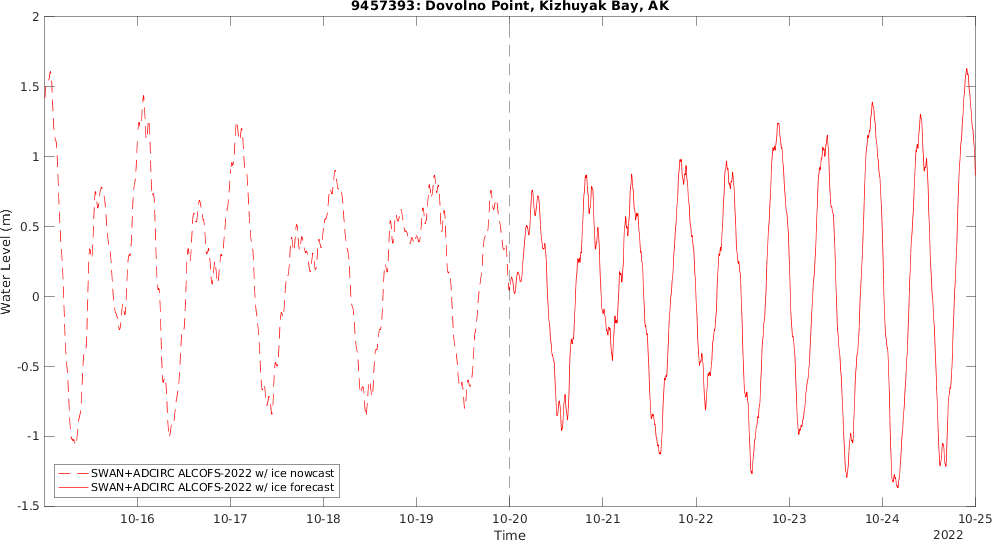 9457393: Dovolno Point, Kizhuyak Bay, AK
Water Level (m)
2
1.5
1
0.5
0
-0.5
-1
-1.5
SWAN+ADCIRC ALCOFS-2022 w/ ice nowcast
SWAN+ADCIRC ALCOFS-2022 w/ ice forecast
10-16 10-17 10-18 10-19 10-20 10-21 10-22 10-23 10-24 10-25
Time
2022